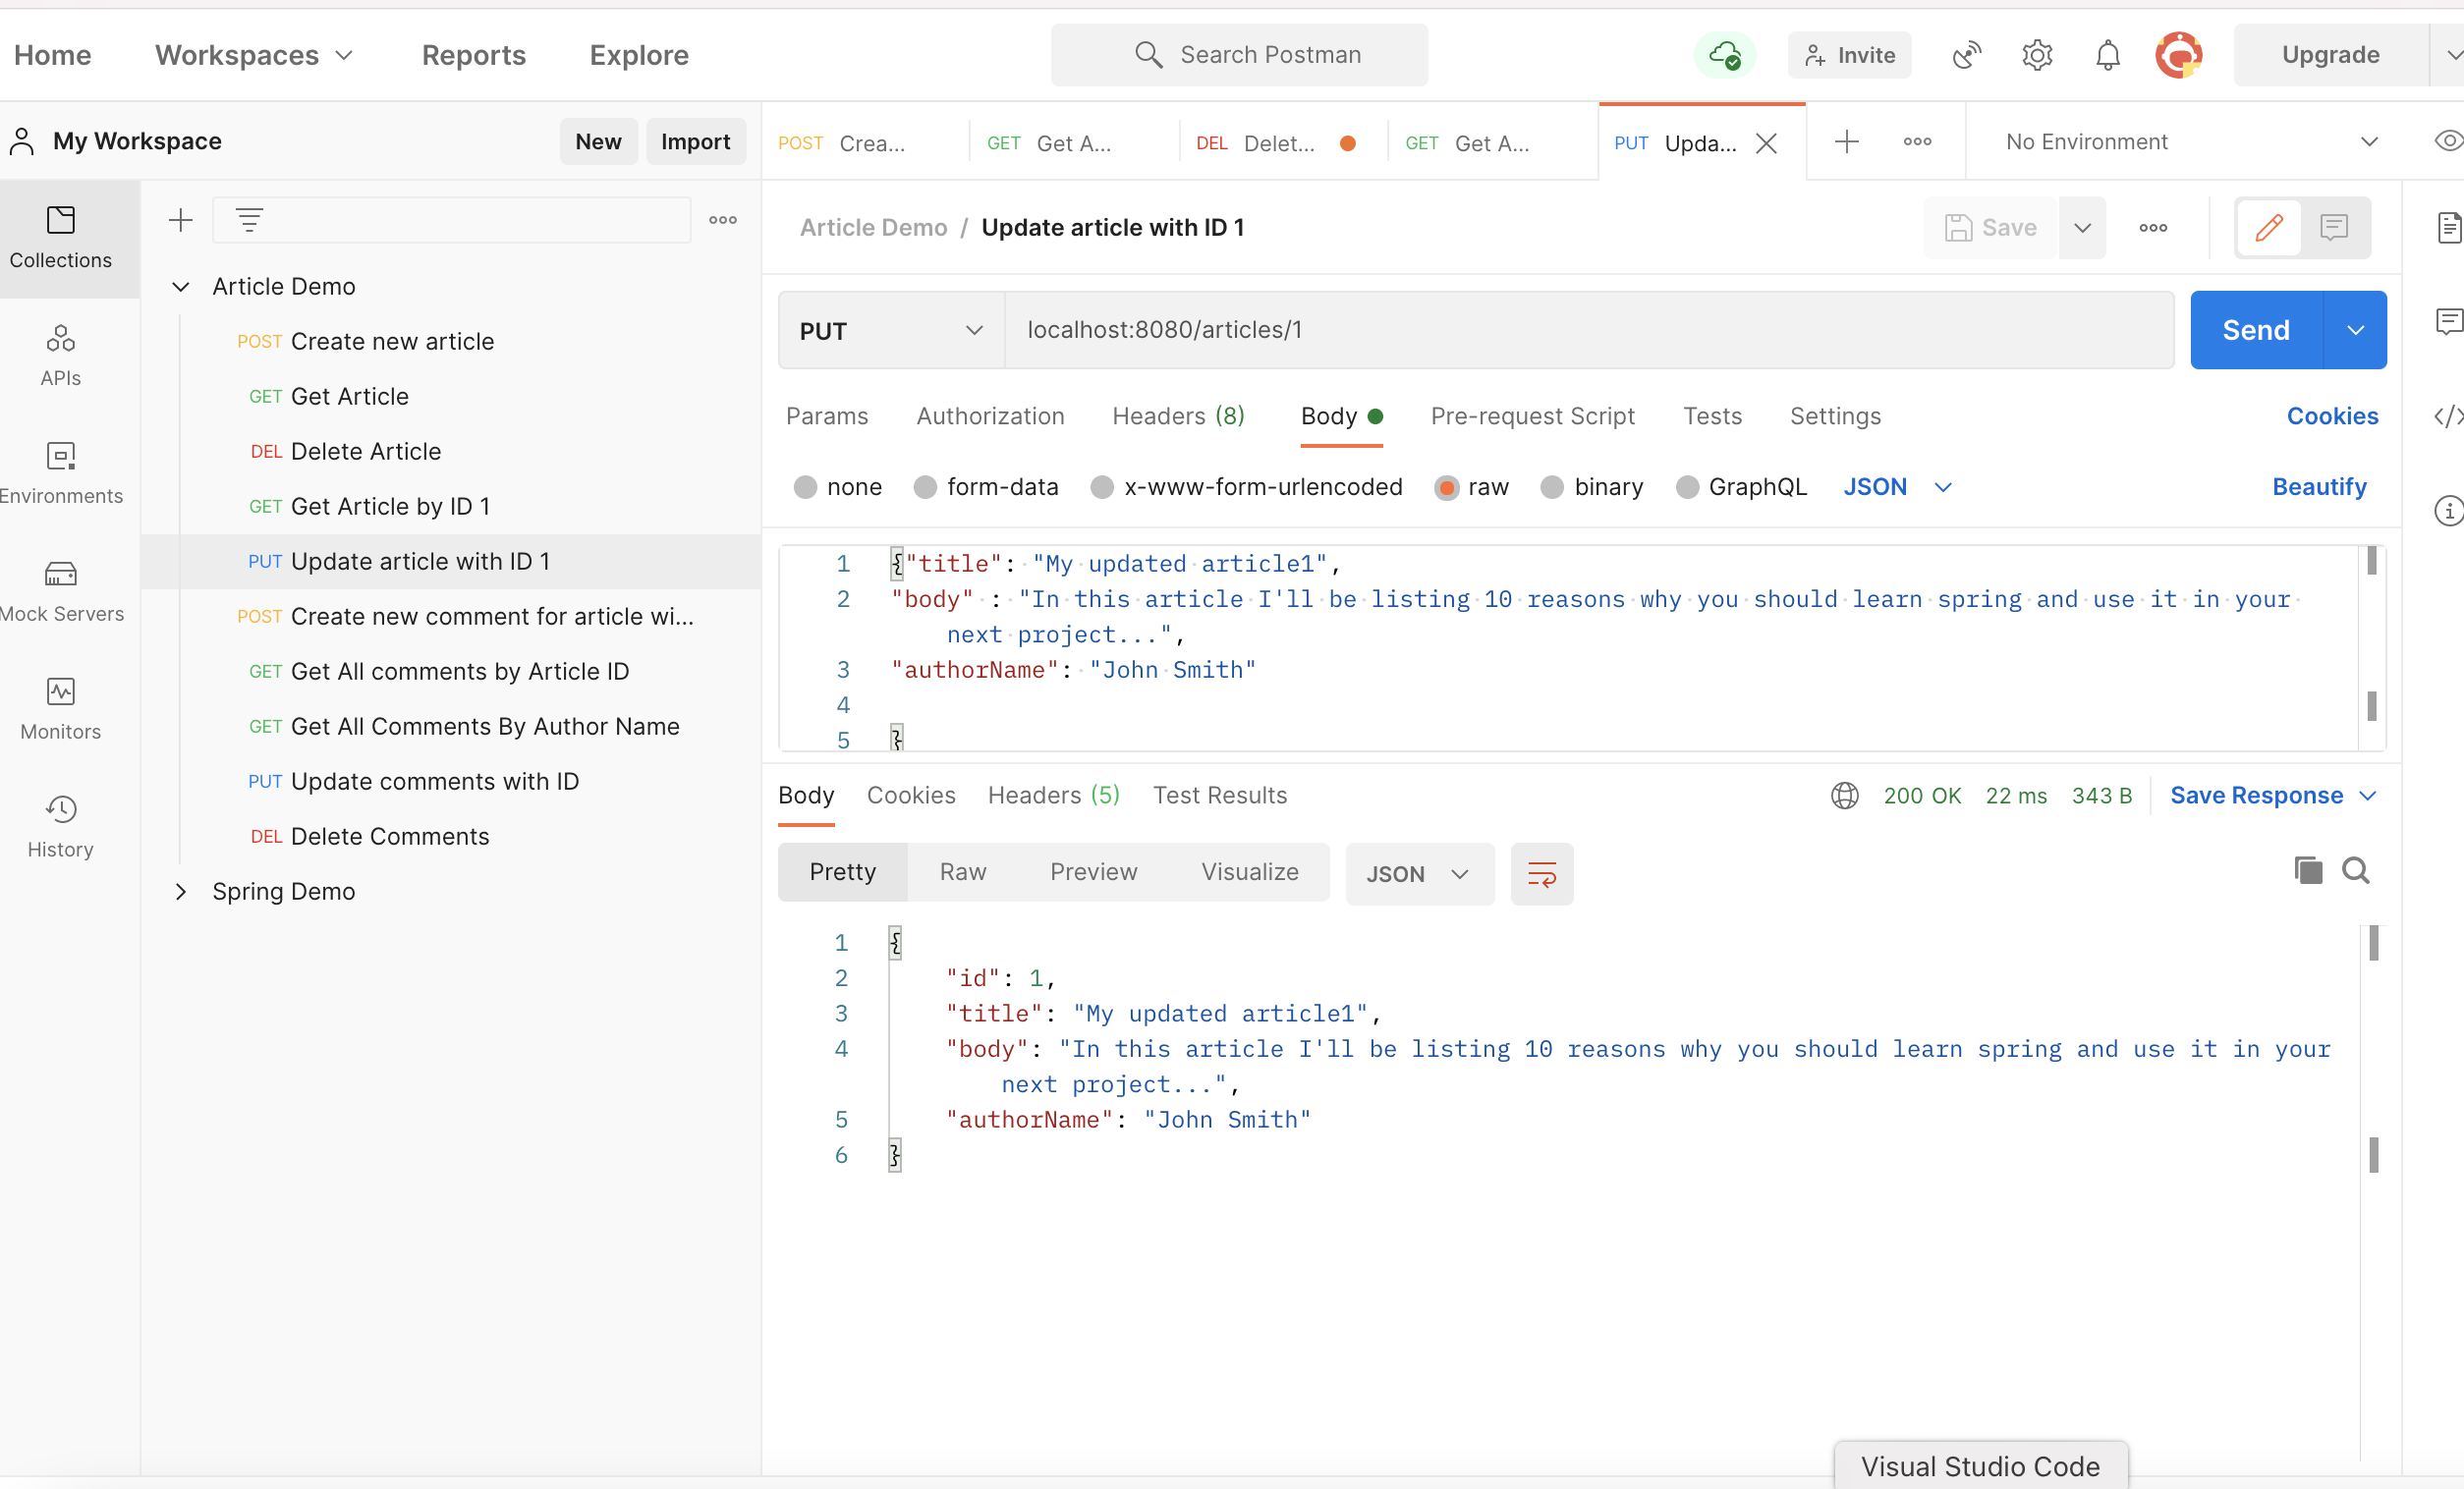 Home Workspaces Reports Explore Search Postman Invite Upgrade
My Workspace New Import POST Crea... GET Get A... DEL Delet... GET Get A... PUT Upda... No Environment
Collections
APIs
Environments
Mock Servers
Monitors
History
Article Demo
POST Create new article
GET Get Article
DEL Delete Article
GET Get Article by ID 1
PUT Update article with ID 1
POST Create new comment for article wi...
GET Get All comments by Article ID
GET Get All Comments By Author Name
PUT Update comments with ID
DEL Delete Comments
Spring Demo
Article Demo / Update article with ID 1 Save
PUT localhost:8080/articles/1 Send
Params Authorization Headers (8) Body Pre-request Script Tests Settings Cookies
none form-data x-www-form-urlencoded raw binary GraphQL JSON Beautify
1 {"title": "My updated article1",
2 "body" : "In this article I'll be listing 10 reasons why you should learn spring and use it in your
next project...",
3 "authorName": "John Smith"
4
5 }
Body Cookies Headers (5) Test Results 200 OK 22 ms 343 B Save Response
Pretty Raw Preview Visualize JSON
1 {
2 "id": 1,
3 "title": "My updated article1",
4 "body": "In this article I'll be listing 10 reasons why you should learn spring and use it in your
next project...",
5 "authorName": "John Smith"
6 }
Visual Studio Code